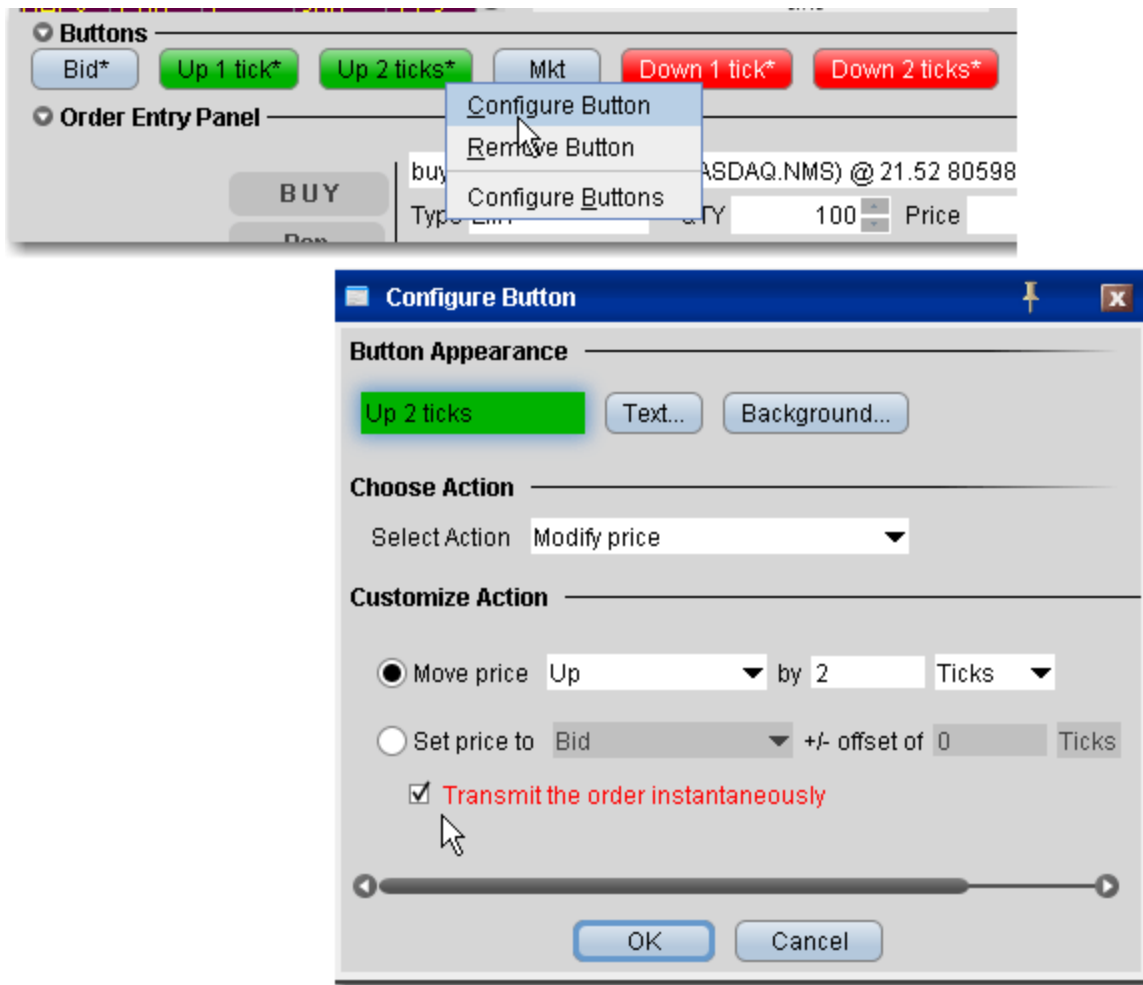 Buttons
Bid* Up 1 tick* Up 2 ticks* Mkt Down 1 tick* Down 2 ticks*
Configure Button
Order Entry Panel
Remove Button
buy ASDAQ.NMS) @ 21.52 80598
BUY
Configure Buttons
Type QTY 100 Price
Configure Button
Button Appearance
Up 2 ticks Text... Background...
Choose Action
Select Action Modify price
Customize Action
Move price Up by 2 Ticks
Set price to Bid +/- offset of 0 Ticks
Transmit the order instantaneously
OK Cancel